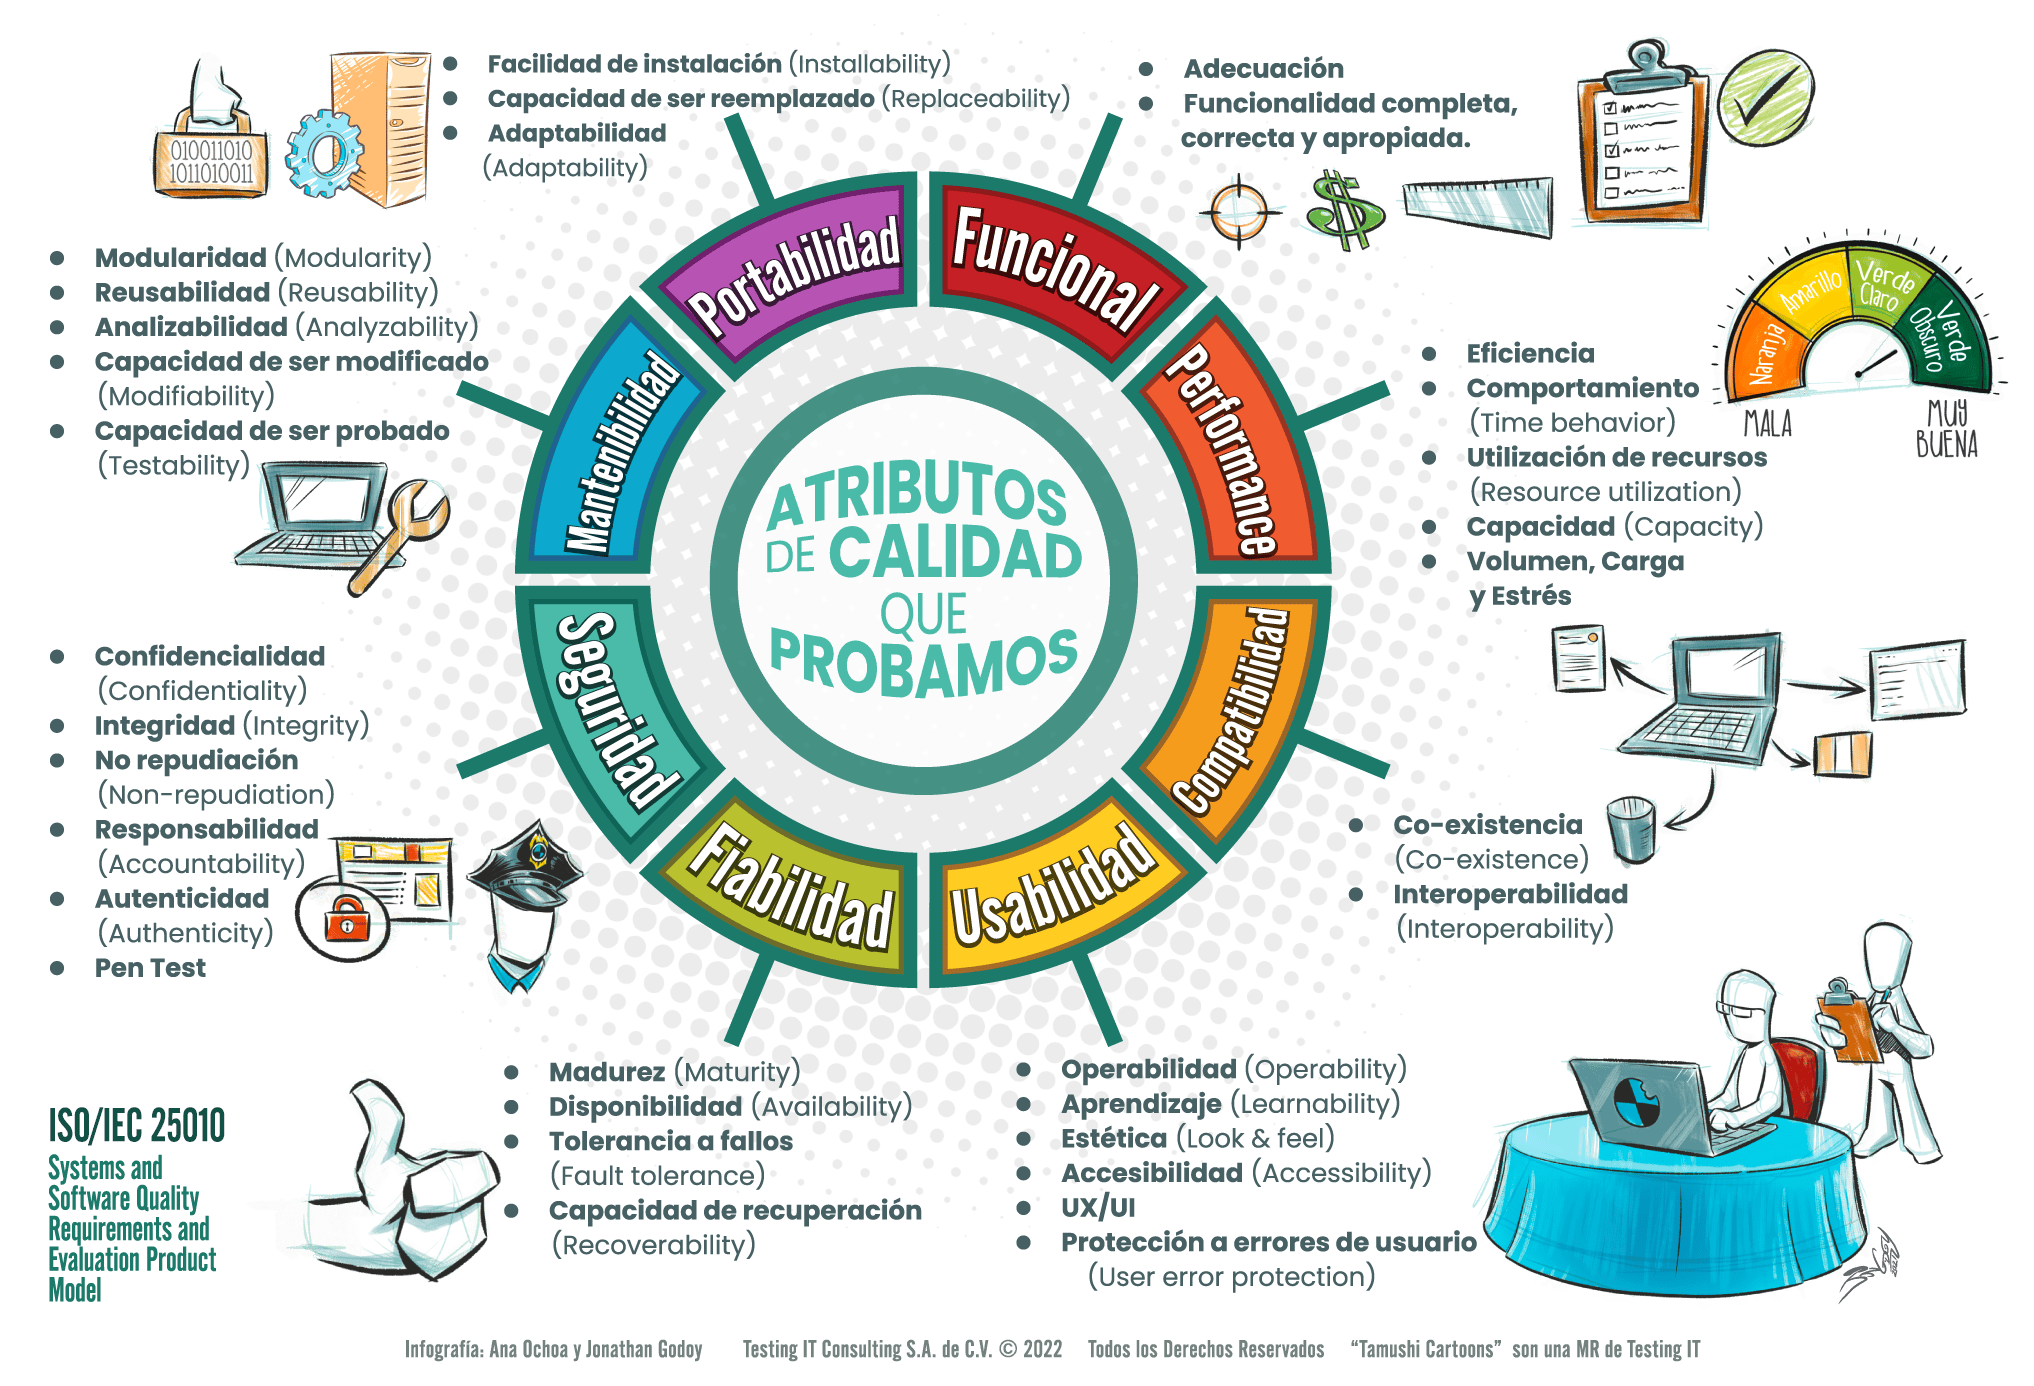 ● Facilidad de instalación (Installability)
● Capacidad de ser reemplazado (Replaceability)
● Adaptabilidad
(Adaptability)
010011010
1011010011
● Adecuación
● Funcionalidad completa,
correcta y apropiada.
● Modularidad (Modularity)
● Reusabilidad (Reusability)
● Analizabilidad (Analyzability)
● Capacidad de ser modificado
(Modifiability)
● Capacidad de ser probado
(Testability)
Portabilidad
Funcional
Mantenibilidad
Performance
Seguridad
Compatibilidad
Fiabilidad
Usabilidad
ATRIBUTOS
DE CALIDAD
QUE
PROBAMOS
Naranja
Amarillo
Verde
Claro
Verde
Obscuro
MALA
MUY
BUENA
● Eficiencia
● Comportamiento
(Time behavior)
● Utilización de recursos
(Resource utilization)
● Capacidad (Capacity)
● Volumen, Carga
y Estrés
● Confidencialidad
(Confidentiality)
● Integridad (Integrity)
● No repudiación
(Non-repudiation)
● Responsabilidad
(Accountability)
● Autenticidad
(Authenticity)
● Pen Test
● Co-existencia
(Co-existence)
● Interoperabilidad
(Interoperability)
● Madurez (Maturity)
● Disponibilidad (Availability)
● Tolerancia a fallos
(Fault tolerance)
● Capacidad de recuperación
(Recoverability)
● Operabilidad (Operability)
● Aprendizaje (Learnability)
● Estética (Look & feel)
● Accesibilidad (Accessibility)
● UX/UI
● Protección a errores de usuario
(User error protection)
ISO/IEC 25010
Systems and
Software Quality
Requirements and
Evaluation Product
Model
Infografía: Ana Ochoa y Jonathan Godoy Testing IT Consulting S.A. de C.V. © 2022 Todos los Derechos Reservados “Tamushi Cartoons” son una MR de Testing IT